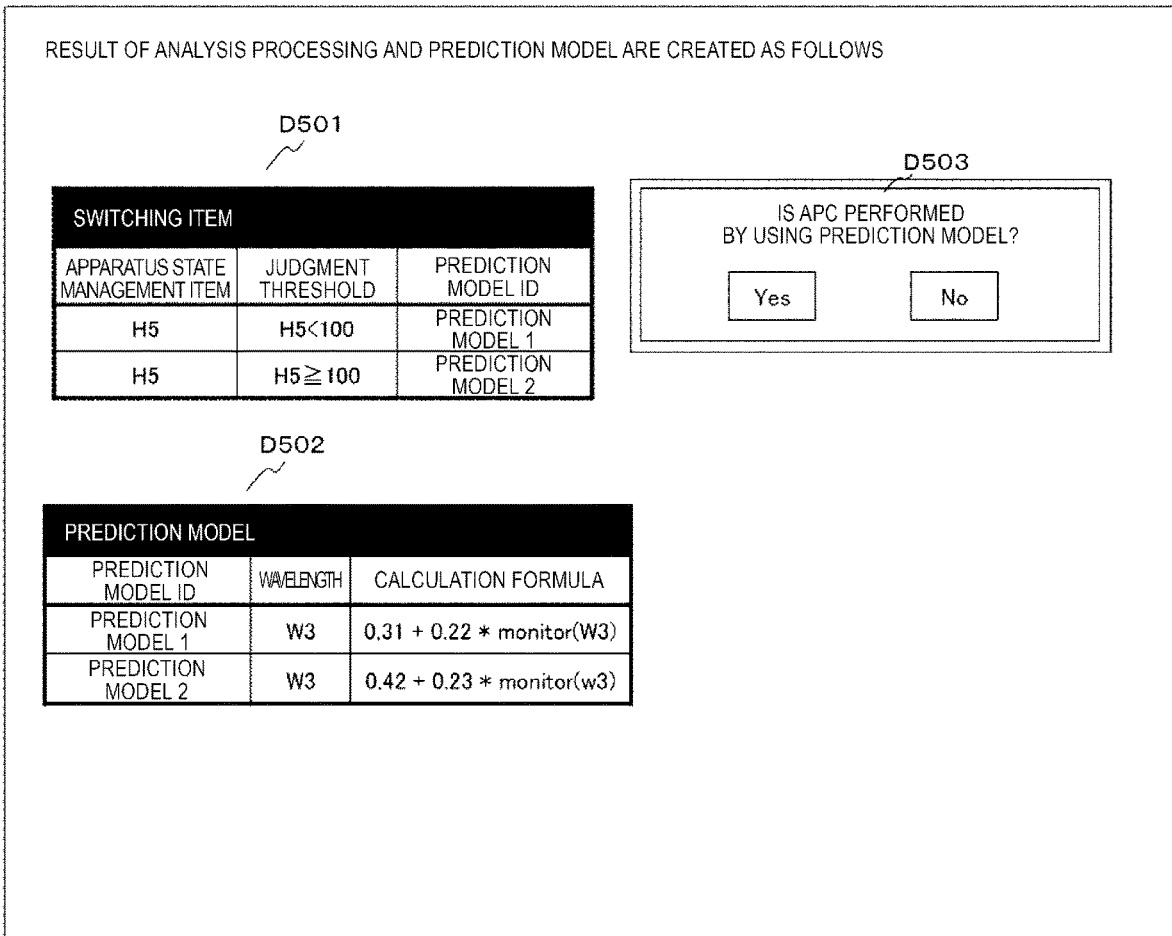 RESULT OF ANALYSIS PROCESSING AND PREDICTION MODEL ARE CREATED AS FOLLOWS
D501
SWITCHING ITEM
APPARATUS STATE
MANAGEMENT ITEM
JUDGMENT
THRESHOLD
PREDICTION
MODEL ID
H5
H5<100
PREDICTION
MODEL 1
H5
H5≧100
PREDICTION
MODEL 2
D503
IS APC PERFORMED
BY USING PREDICTION MODEL?
Yes
No
D502
PREDICTION MODEL
PREDICTION
MODEL ID
WAVELENGTH
CALCULATION FORMULA
PREDICTION
MODEL 1
W3
0.31 + 0.22 * monitor(W3)
PREDICTION
MODEL 2
W3
0.42 + 0.23 * monitor(w3)